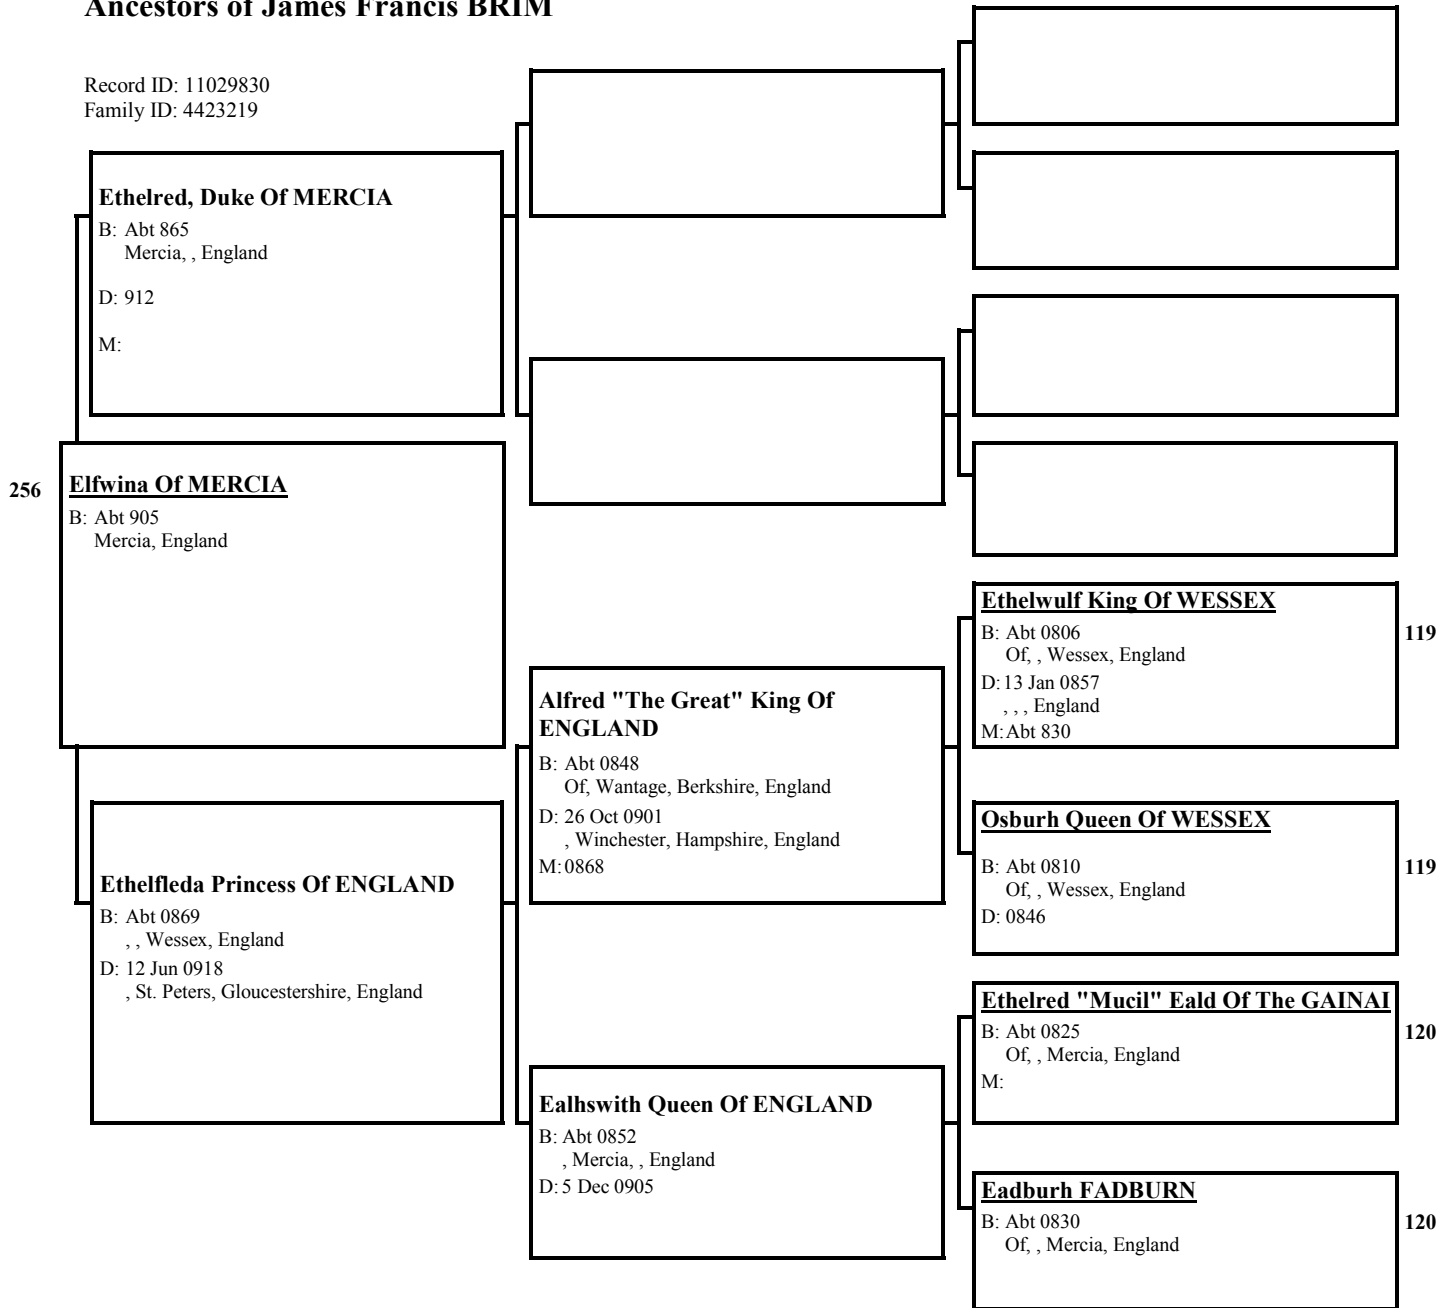 Ancestors of James Francis BRIM
Record ID: 11029830
Family ID: 4423219
Ethelred, Duke Of MERCIA
B: Abt 865
Mercia, , England
D: 912
M:
256
Elfwina Of MERCIA
B: Abt 905
Mercia, England
Ethelfleda Princess Of ENGLAND
B: Abt 0869
, , Wessex, England
D: 12 Jun 0918
, St. Peters, Gloucestershire, England
Alfred "The Great" King Of
ENGLAND
B: Abt 0848
Of, Wantage, Berkshire, England
D: 26 Oct 0901
, Winchester, Hampshire, England
M: 0868
Ealhswith Queen Of ENGLAND
B: Abt 0852
, Mercia, , England
D: 5 Dec 0905
Ethelwulf King Of WESSEX
B: Abt 0806
Of, , Wessex, England
D: 13 Jan 0857
, , , England
M: Abt 830
119
Osburh Queen Of WESSEX
B: Abt 0810
Of, , Wessex, England
D: 0846
119
Ethelred "Mucil" Eald Of The GAINAI
B: Abt 0825
Of, , Mercia, England
M:
120
Eadburh FADBURN
B: Abt 0830
Of, , Mercia, England
120